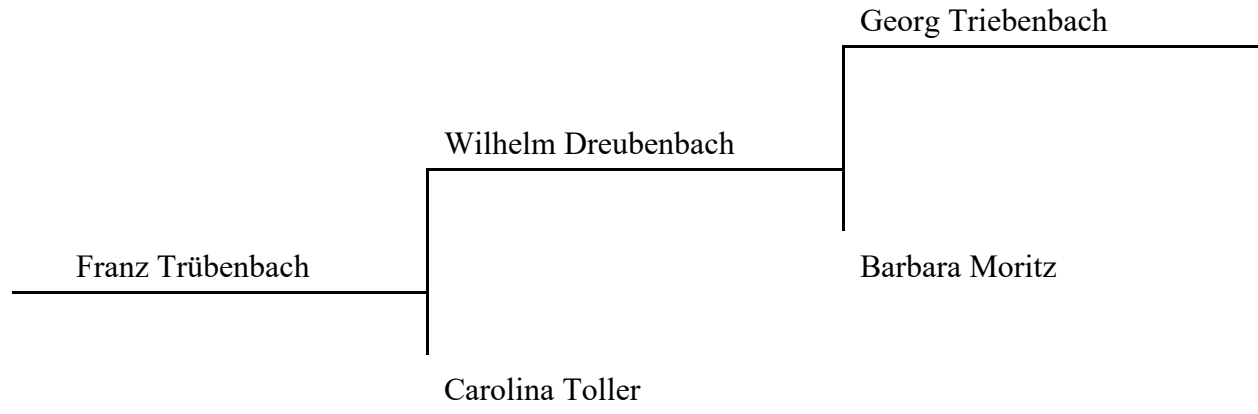 Georg Triebenbach
Wilhelm Dreubenbach
Franz Trübenbach
Barbara Moritz
Carolina Toller